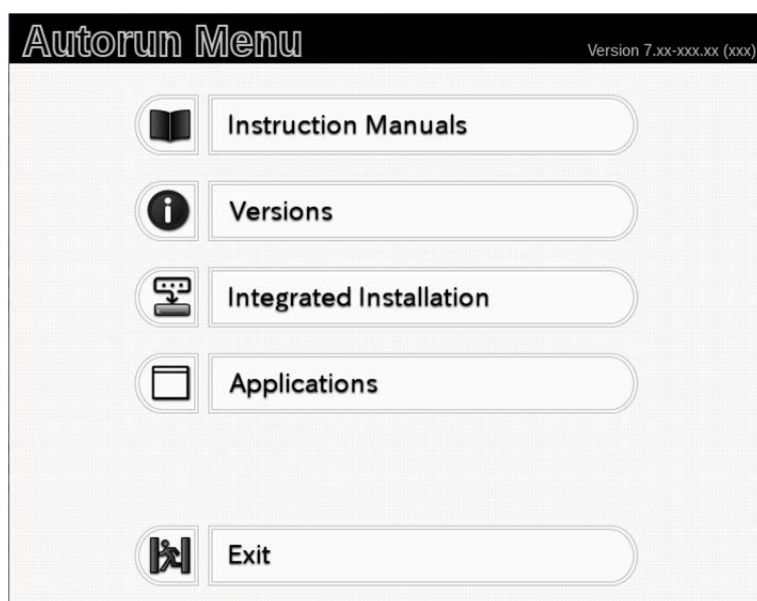 Autorun Menu
Version 7.xx-xxx.xx (xxx)
Instruction Manuals
Versions
Integrated Installation
Applications
Exit